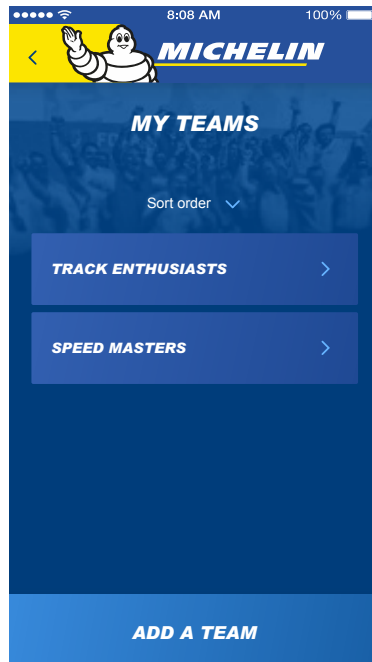 8:08 AM 100%
MICHELIN
MY TEAMS
Sort order
TRACK ENTHUSIASTS
SPEED MASTERS
ADD A TEAM